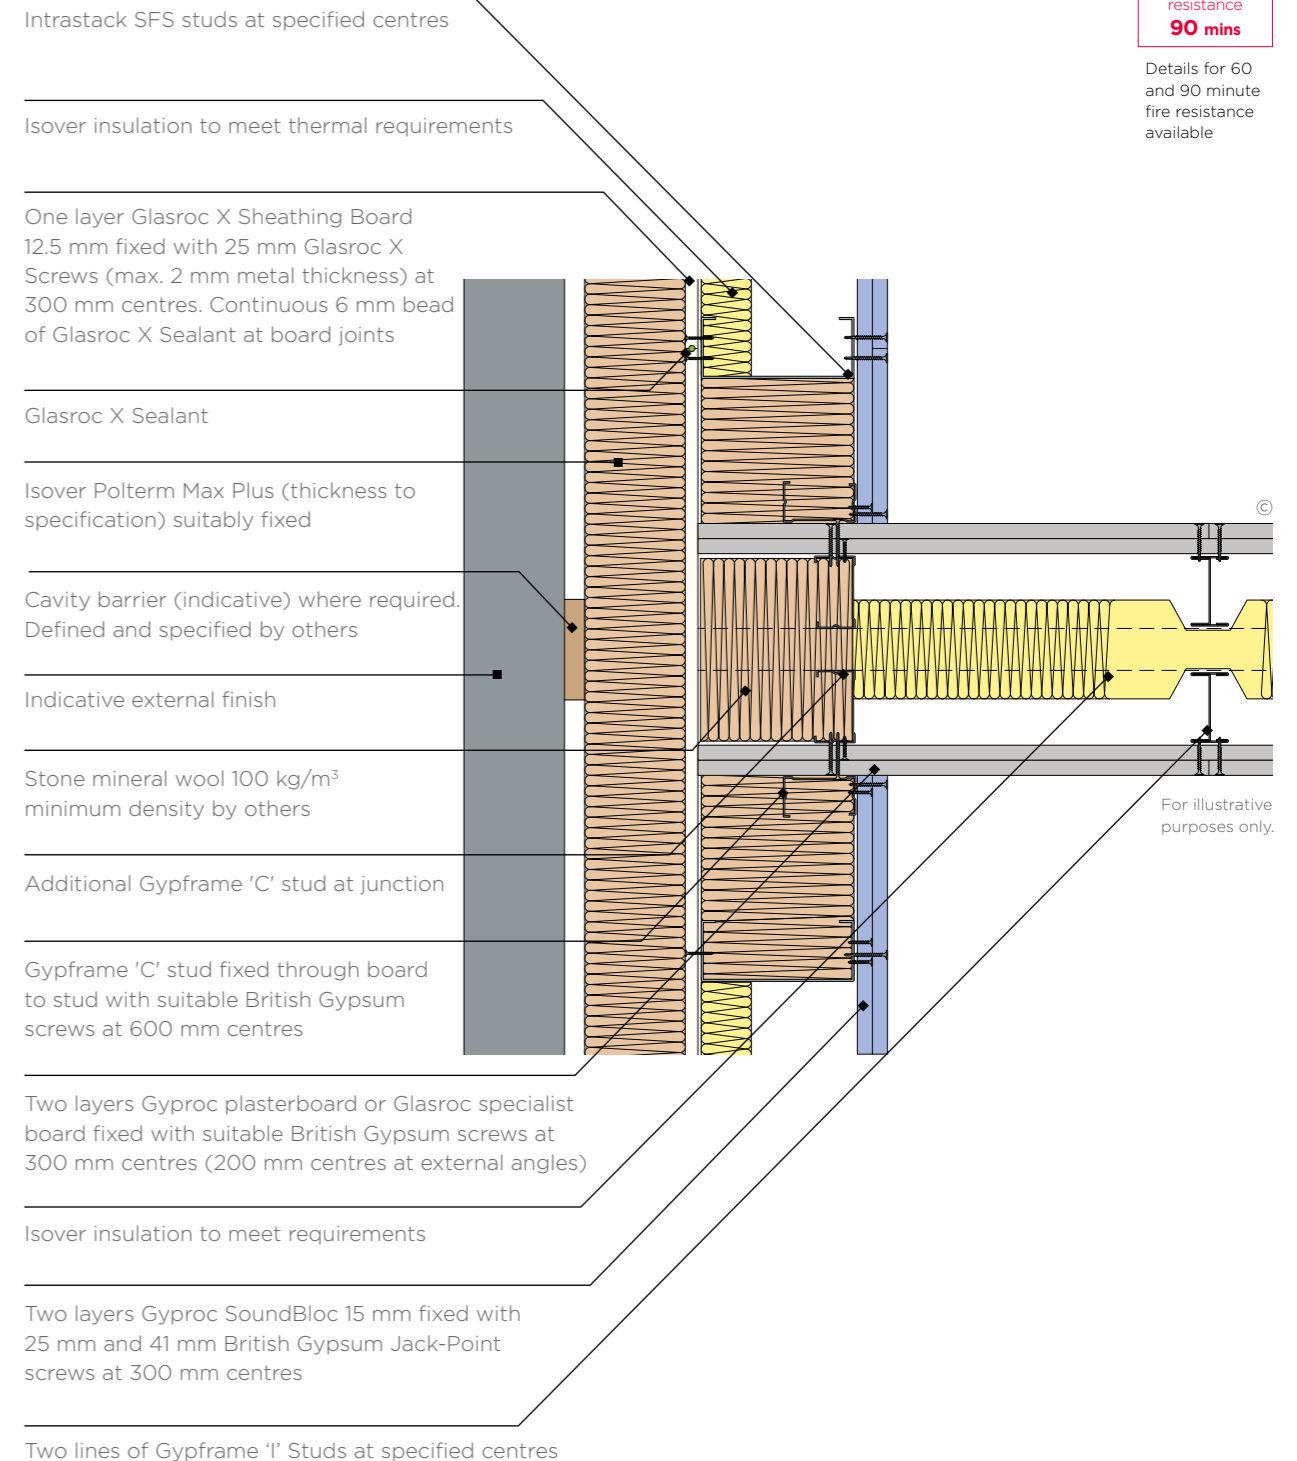 Intrastack SFS studs at specified centres
resistance
90 mins
Details for 60
and 90 minute
fire resistance
available
Isover insulation to meet thermal requirements
One layer Glasroc X Sheathing Board
12.5 mm fixed with 25 mm Glasroc X
Screws (max. 2 mm metal thickness) at
300 mm centres. Continuous 6 mm bead
of Glasroc X Sealant at board joints
Glasroc X Sealant
Isover Polterm Max Plus (thickness to
specification) suitably fixed
©
Cavity barrier (indicative) where required.
Defined and specified by others
Indicative external finish
Stone mineral wool 100 kg/m³
minimum density by others
For illustrative
purposes only.
Additional Gypframe 'C' stud at junction
Gypframe 'C' stud fixed through board
to stud with suitable British Gypsum
screws at 600 mm centres
Two layers Gyproc plasterboard or Glasroc specialist
board fixed with suitable British Gypsum screws at
300 mm centres (200 mm centres at external angles)
Isover insulation to meet requirements
Two layers Gyproc SoundBloc 15 mm fixed with
25 mm and 41 mm British Gypsum Jack-Point
screws at 300 mm centres
Two lines of Gypframe ‘I’ Studs at specified centres